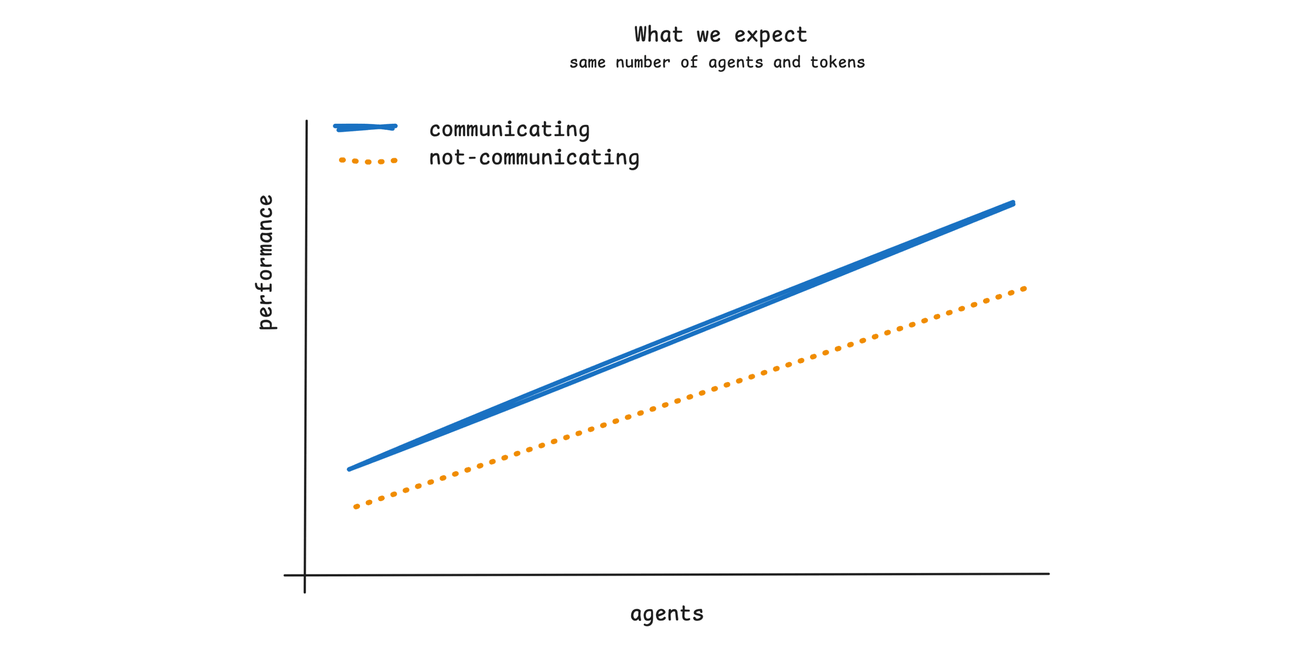 What we expect
same number of agents and tokens
communicating
not-communicating
performance
agents